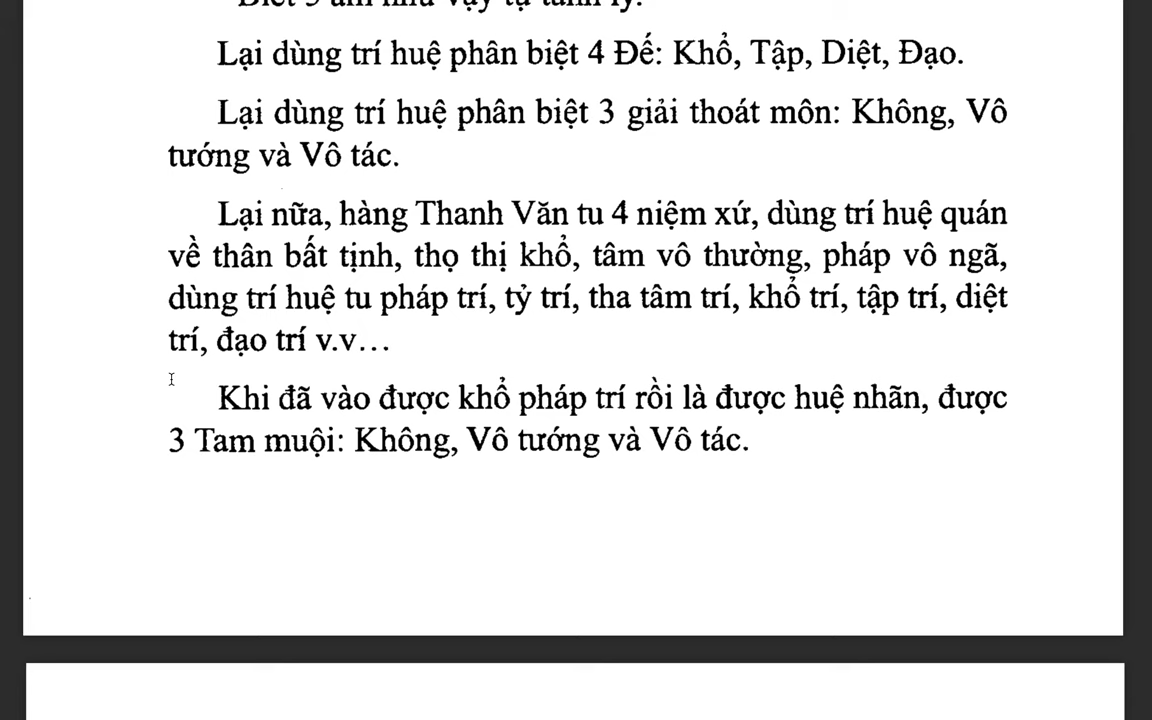 Lại dùng trí huệ phân biệt 4 Đế: Khổ, Tập, Diệt, Đạo.
Lại dùng trí huệ phân biệt 3 giải thoát môn: Không, Vô
tướng và Vô tác.
Lại nữa, hàng Thanh Văn tu 4 niệm xứ, dùng trí huệ quán
về thân bất tịnh, thọ thị khổ, tâm vô thường, pháp vô ngã,
dùng trí huệ tu pháp trí, tỷ trí, tha tâm trí, khổ trí, tập trí, diệt
trí, đạo trí v.v…
Khi đã vào được khổ pháp trí rồi là được huệ nhãn, được
3 Tam muội: Không, Vô tướng và Vô tác.